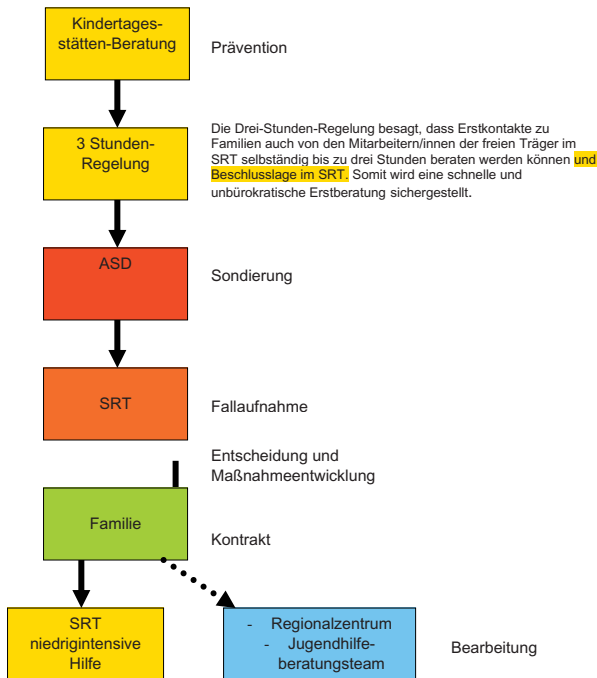 Kindertages-
stätten-Beratung
Prävention
3 Stunden-
Regelung
Die Drei-Stunden-Regelung besagt, dass Erstkontakte zu
Familien auch von den Mitarbeitern/innen der freien Träger im
SRT selbständig bis zu drei Stunden beraten werden können und
Beschlusslage im SRT. Somit wird eine schnelle und
unbürokratische Erstberatung sichergestellt.
ASD
Sondierung
SRT
Fallaufnahme
Entscheidung und
Maßnahmeentwicklung
Familie
Kontrakt
SRT
niedrigintensive
Hilfe
- Regionalzentrum
- Jugendhilfe-
beratungsteam
Bearbeitung